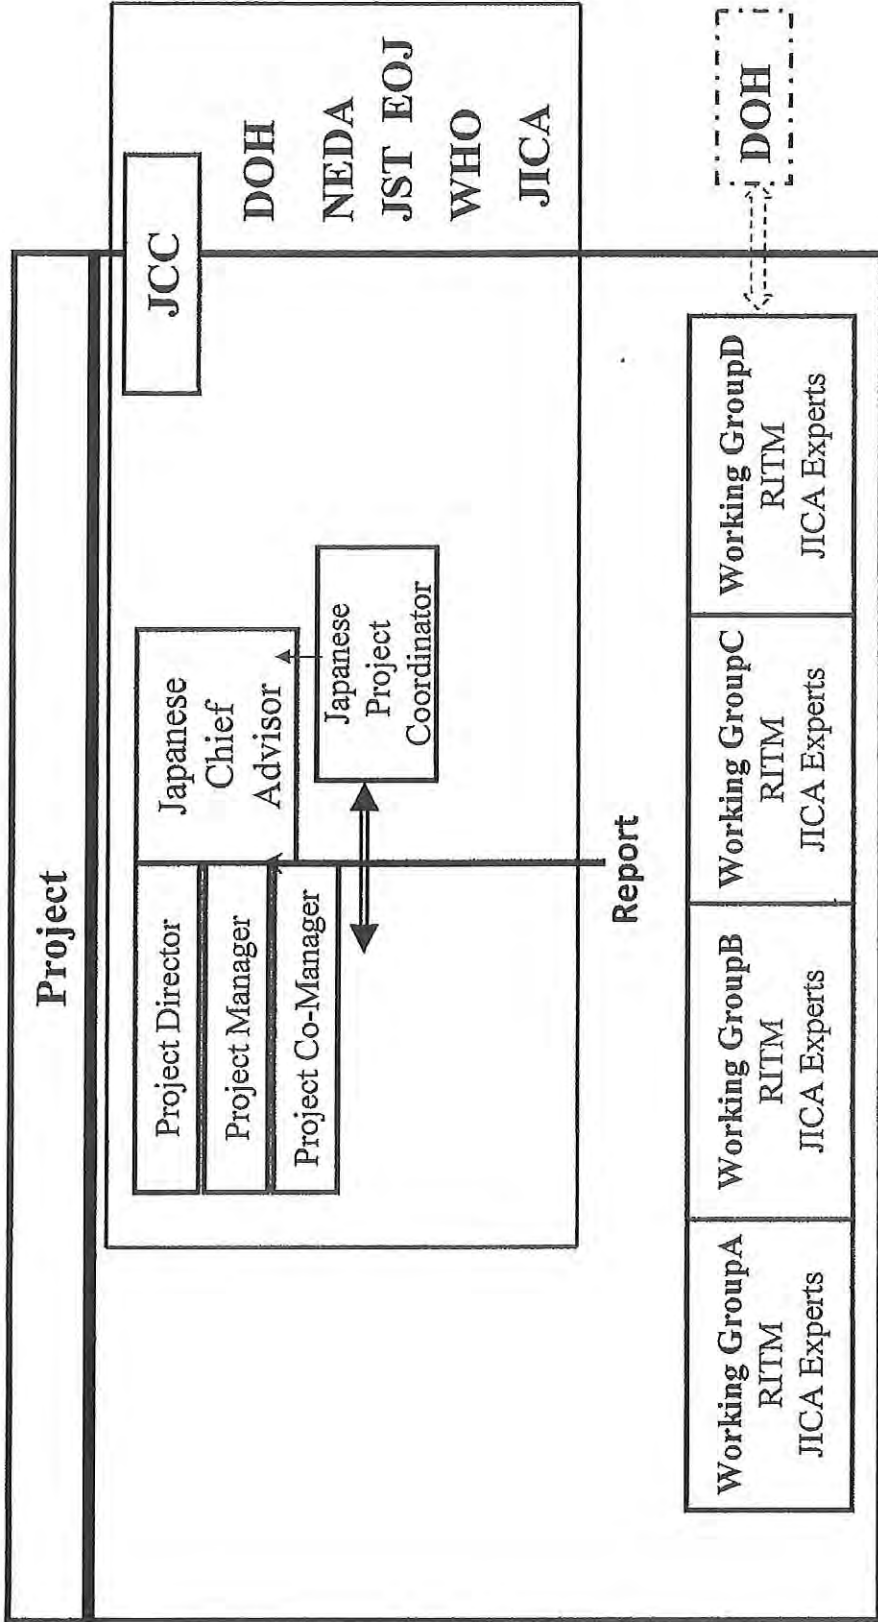 Project
JCC
Project Director
Project Manager
Project Co-Manager
Japanese
Chief
Advisor
Japanese
Project
Coordinator
DOH
NEDA
JST EOJ
WHO
JICA
Report
Working GroupA
RITM
JICA Experts
Working GroupB
RITM
JICA Experts
Working GroupC
RITM
JICA Experts
Working GroupD
RITM
JICA Experts
DOH